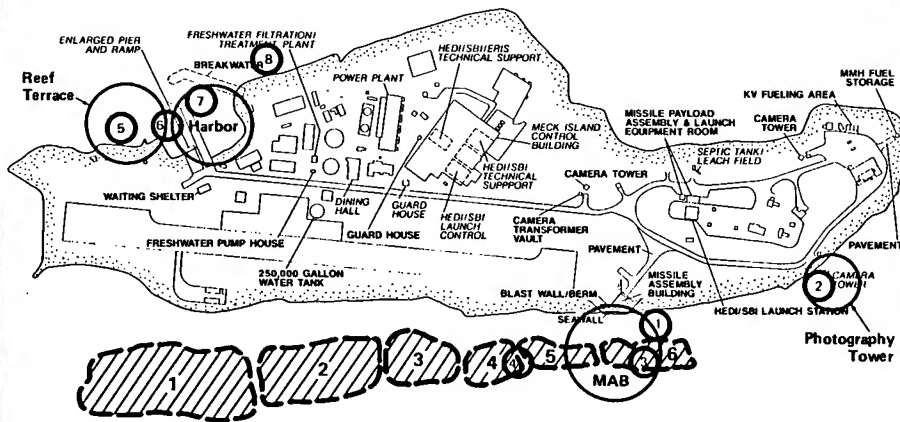 ENLARGED PIER
AND RAMP
FRESHWATER FILTRATION/
TREATMENT PLANT
BREAKWATER
8
HEDI/SBI/ERIS
TECHNICAL SUPPORT
POWER PLANT
MMH FUEL
STORAGE
KV FUELING AREA
Reef
Terrace
5
6
7
Harbor
MECK ISLAND
CONTROL
BUILDING
MISSILE PAYLOAD
ASSEMBLY & LAUNCH
EQUIPMENT ROOM
CAMERA
TOWER
SEPTIC TANK/
LEACH FIELD
HEDI/SBI
TECHNICAL
SUPPPORT
CAMERA TOWER
WAITING SHELTER
DINING
HALL
GUARD
HOUSE
FRESHWATER PUMP HOUSE
GUARD HOUSE
HEDI/SBI
LAUNCH
CONTROL
CAMERA
TRANSFORMER
VAULT
PAVEMENT
PAVEMENT
250,000 GALLON
WATER TANK
MISSILE
ASSEMBLY
BUILDING
2
CAMERA
TOWER
BLAST WALL/BERM
SEAWALL
HEDI/SBI LAUNCH STATION
1
Photography
Tower
1
2
3
4
4
5
MAB
3
6